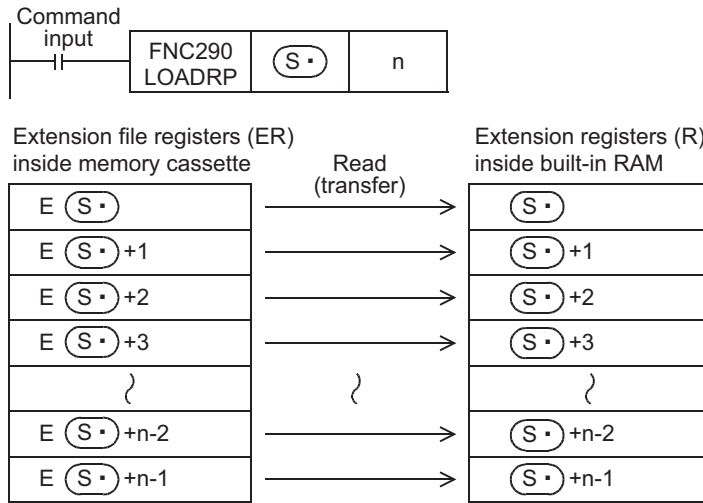 Command
input
FNC290
LOADRP
S·
n
Extension file registers (ER)
inside memory cassette
Read
(transfer)
Extension registers (R)
inside built-in RAM
E S· S·
E S·+1 S·+1
E S·+2 S·+2
E S·+3 S·+3
E S·+n-2 S·+n-2
E S·+n-1 S·+n-1